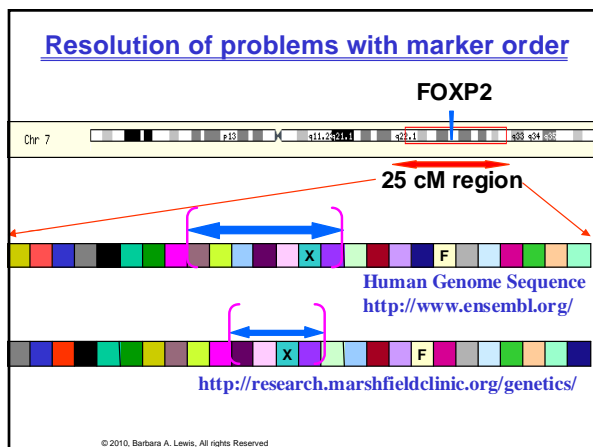 Resolution of problems with marker order
FOXP2
Chr 7
p13 q11.23 q21.1 q22.1 q33 q34
25 cM region
X F
Human Genome Sequence
http://www.ensembl.org/
X F
http://research.marshfieldclinic.org/genetics/
© 2010, Barbara A. Lewis, All rights Reserved